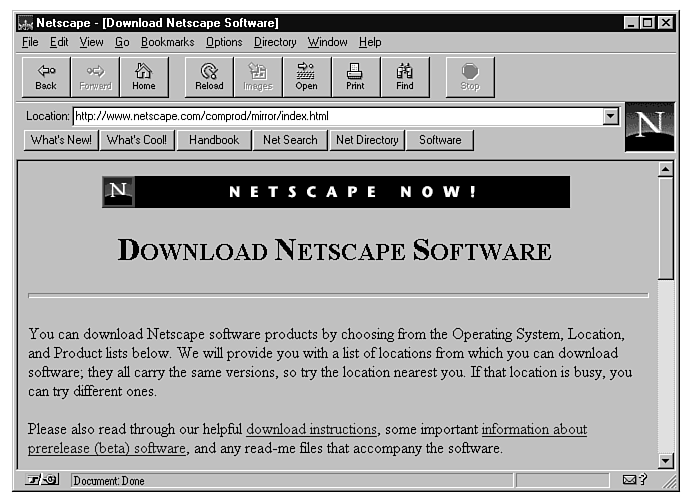 Netscape - [Download Netscape Software]
File Edit View Go Bookmarks Options Directory Window Help
Back Forward Home Reload Images Open Print Find Stop
Location: http://www.netscape.com/comprod/mirror/index.html
N
What's New! What's Cool! Handbook Net Search Net Directory Software
N NETSCAPE NOW!
DOWNLOAD NETSCAPE SOFTWARE
You can download Netscape software products by choosing from the Operating System, Location,
and Product lists below. We will provide you with a list of locations from which you can download
software; they all carry the same versions, so try the location nearest you. If that location is busy, you
can try different ones.
Please also read through our helpful download instructions, some important information about
prerelease (beta) software, and any read-me files that accompany the software.
Document: Done
?